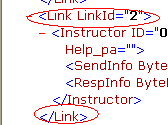 <Link LinkId="2">
- <Instructor ID="0
Help_pa="">
<SendInfo Byte
<RespInfo Byte
</Instructor>
</Link>